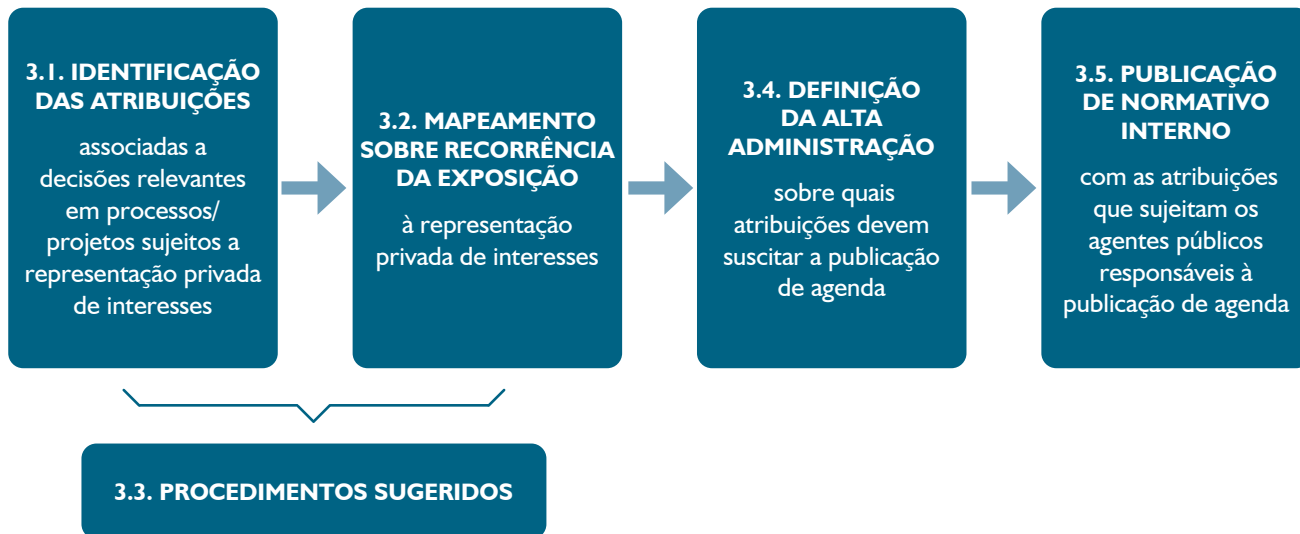 3.1. IDENTIFICAÇÃO
DAS ATRIBUIÇÕES
associadas a
decisões relevantes
em processos/
projetos sujeitos a
representação privada
de interesses
3.2. MAPEAMENTO
SOBRE RECORRÊNCIA
DA EXPOSIÇÃO
à representação
privada de interesses
3.4. DEFINIÇÃO
DA ALTA
ADMINISTRAÇÃO
sobre quais
atribuições devem
suscitar a publicação
de agenda
3.5. PUBLICAÇÃO
DE NORMATIVO
INTERNO
com as atribuições
que sujeitam os
agentes públicos
responsáveis à
publicação de agenda
3.3. PROCEDIMENTOS SUGERIDOS